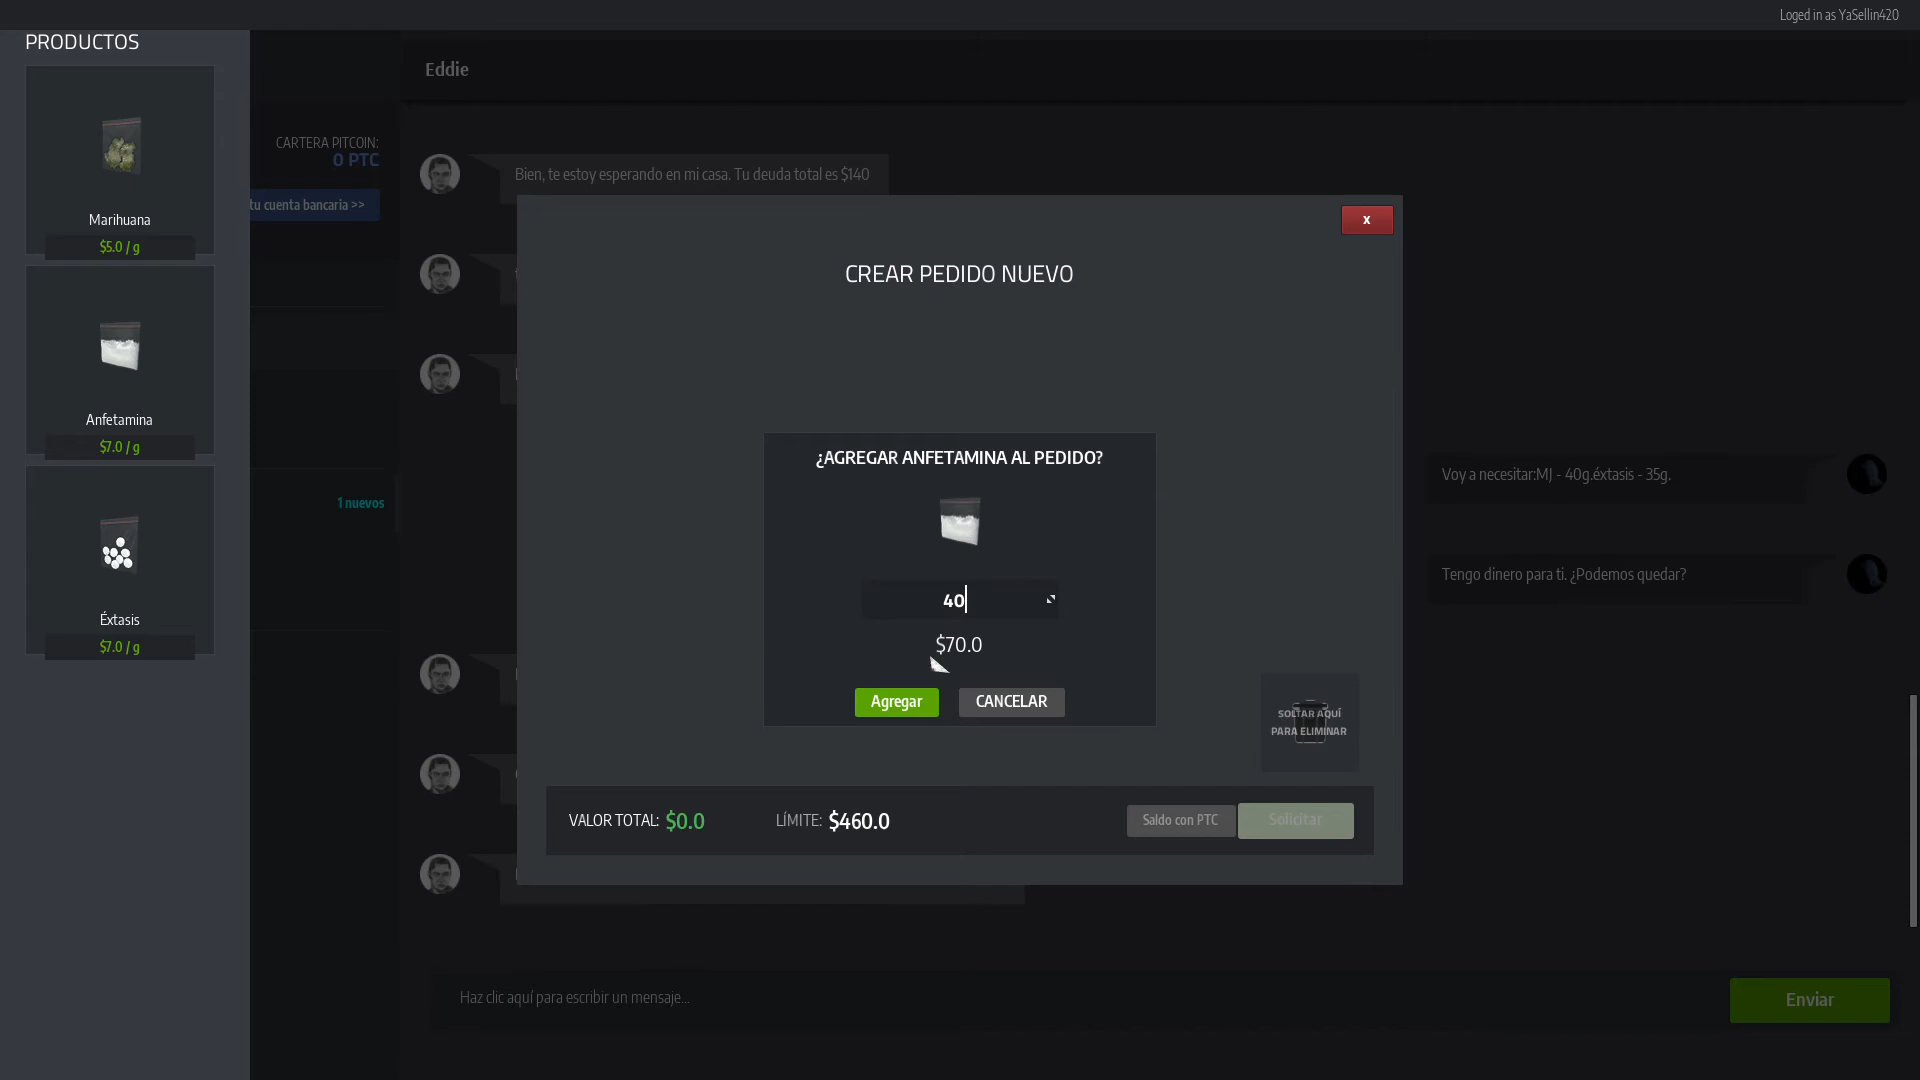 Loged in as YaSellin420
PRODUCTOS
Marihuana
$5.0 / g
Anfetamina
$7.0 / g
Éxtasis
$7.0 / g
CARTERA PITCOIN:
0 PTC
tu cuenta bancaria >>
1 nuevos
Eddie
Bien, te estoy esperando en mi casa. Tu deuda total es $140
Voy a necesitar:MJ - 40g.éxtasis - 35g.
Tengo dinero para ti. ¿Podemos quedar?
x
CREAR PEDIDO NUEVO
¿AGREGAR ANFETAMINA AL PEDIDO?
40
$70.0
Agregar
CANCELAR
SOLTAR AQUÍ
PARA ELIMINAR
VALOR TOTAL: $0.0
LÍMITE: $460.0
Saldo con PTC
Solicitar
Haz clic aquí para escribir un mensaje...
Enviar